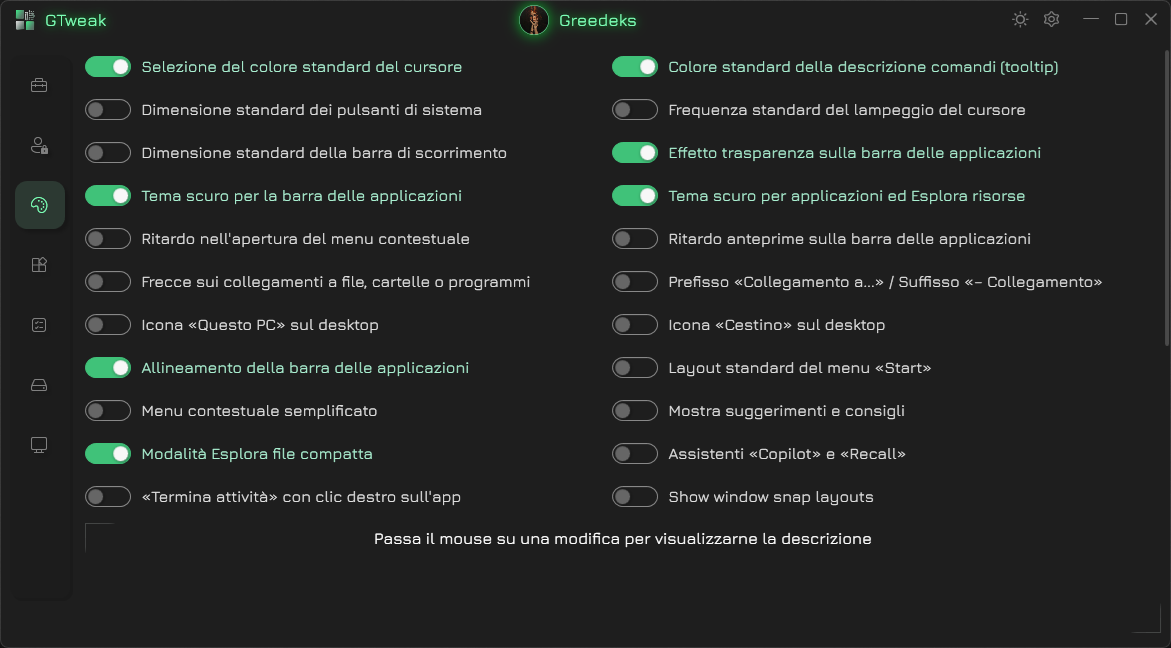 GTweak
Greedeks
Selezione del colore standard del cursore
Colore standard della descrizione comandi (tooltip)
Dimensione standard dei pulsanti di sistema
Frequenza standard del lampeggio del cursore
Dimensione standard della barra di scorrimento
Effetto trasparenza sulla barra delle applicazioni
Tema scuro per la barra delle applicazioni
Tema scuro per applicazioni ed Esplora risorse
Ritardo nell'apertura del menu contestuale
Ritardo anteprime sulla barra delle applicazioni
Frecce sui collegamenti a file, cartelle o programmi
Prefisso «Collegamento a...» / Suffisso «– Collegamento»
Icona «Questo PC» sul desktop
Icona «Cestino» sul desktop
Allineamento della barra delle applicazioni
Layout standard del menu «Start»
Menu contestuale semplificato
Mostra suggerimenti e consigli
Modalità Esplora file compatta
Assistenti «Copilot» e «Recall»
«Termina attività» con clic destro sull'app
Show window snap layouts
Passa il mouse su una modifica per visualizzarne la descrizione